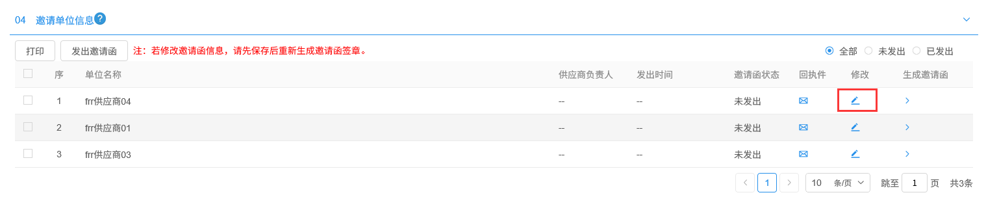 04 邀请单位信息?
打印 发出邀请函 注：若修改邀请函信息，请先保存后重新生成邀请函签章。 全部 未发出 已发出
序 单位名称 供应商负责人 发出时间 邀请函状态 回执件 修改 生成邀请函
1 frr供应商04 -- -- 未发出
2 frr供应商01 -- -- 未发出
3 frr供应商03 -- -- 未发出
1 10 条/页 跳至 1 页 共3条